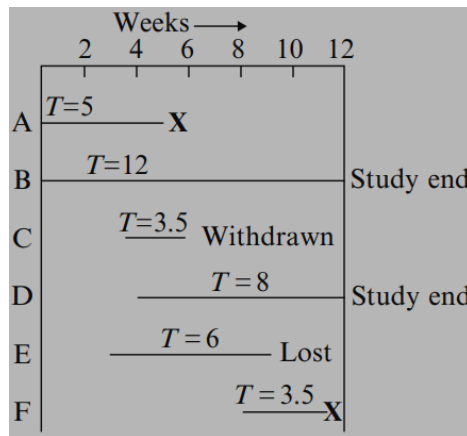 Weeks
2 4 6 8 10 12
T=5
A X
T=12
B Study end
T=3.5
C Withdrawn
T = 8
D Study end
T = 6
E Lost
T = 3.5
F X